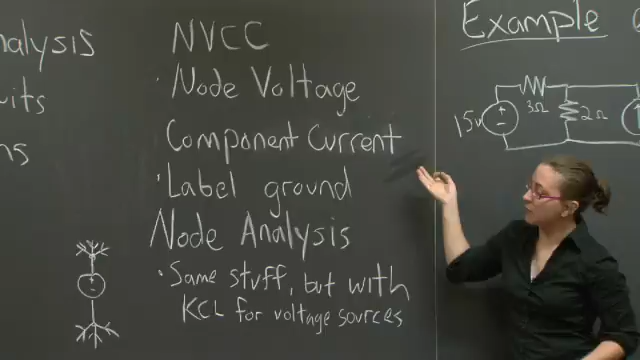 nalysis
uits
ns
NVCC
· Node Voltage
Component Current
· Label ground
Node Analysis
· Same stuff, but with
KCL for voltage sources
Example
15v
3Ω
2Ω